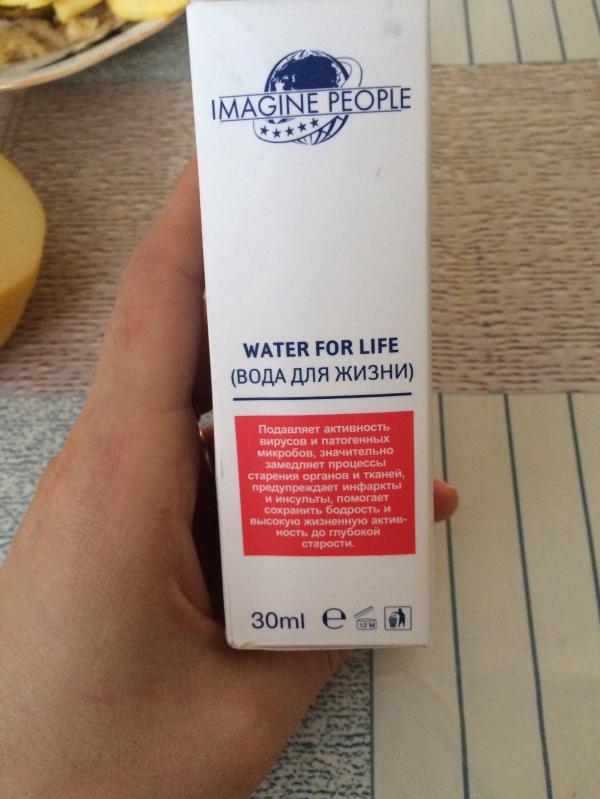 IMAGINE PEOPLE
WATER FOR LIFE
(ВОДА ДЛЯ ЖИЗНИ)
Подавляет активность
вирусов и патогенных
микробов, значительно
замедляет процессы
старения органов и тканей,
предупреждает инфаркты
и инсульты, помогает
сохранить бодрость и
высокую жизненную актив-
ность до глубокой
старости.
30ml e 12 M